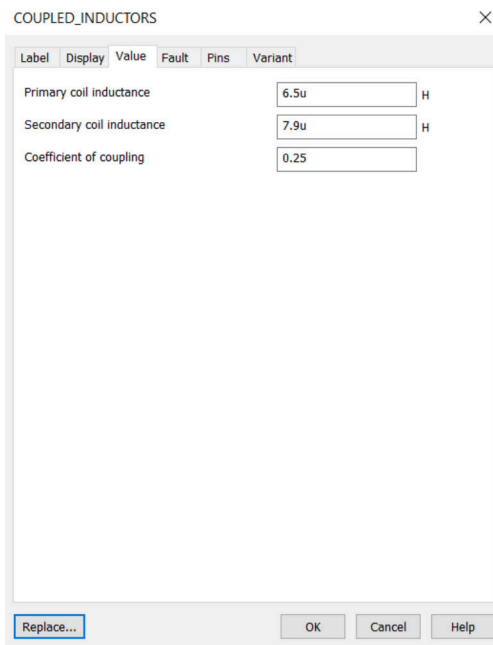 COUPLED_INDUCTORS
Label Display Value Fault Pins Variant
Primary coil inductance 6.5u H
Secondary coil inductance 7.9u H
Coefficient of coupling 0.25
Replace... OK Cancel Help